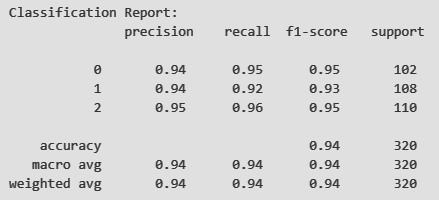 Classification Report:
precision recall f1-score support
0 0.94 0.95 0.95 102
1 0.94 0.92 0.93 108
2 0.95 0.96 0.95 110
accuracy 0.94 320
macro avg 0.94 0.94 0.94 320
weighted avg 0.94 0.94 0.94 320